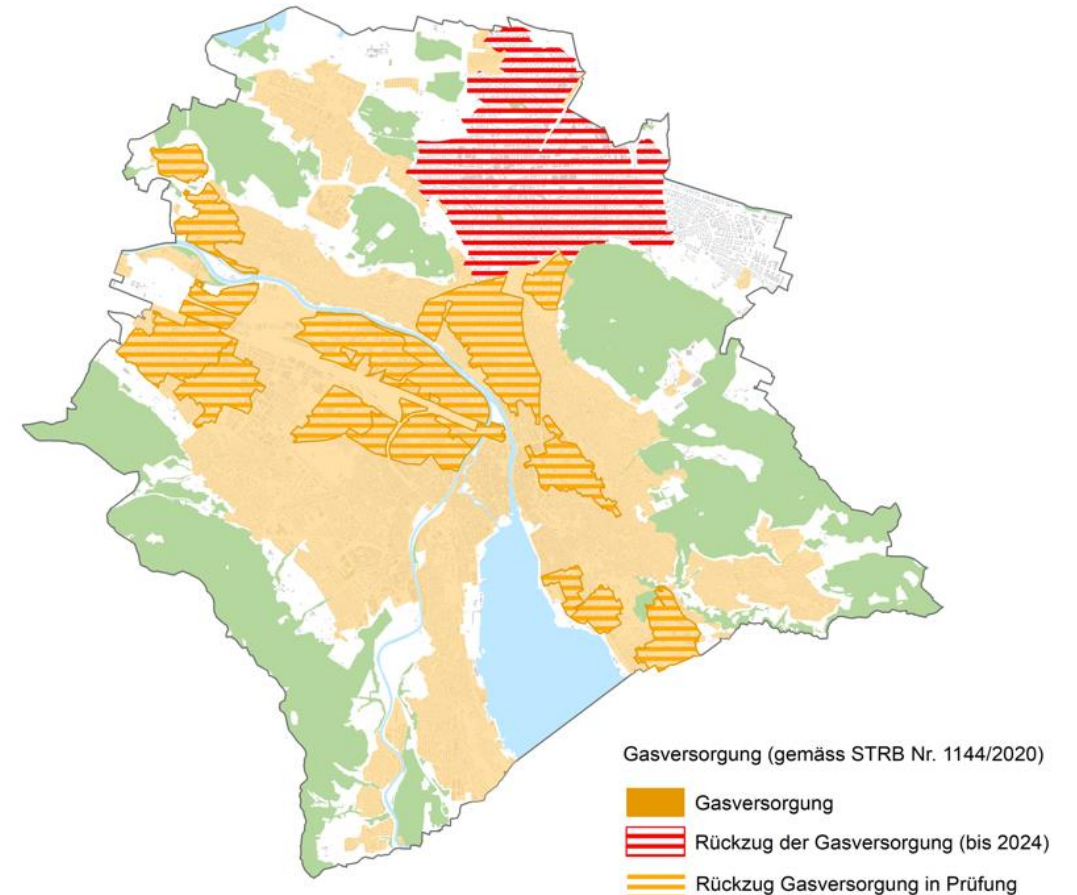 Gasversorgung (gemäss STRB Nr. 1144/2020)
Gasversorgung
Rückzug der Gasversorgung (bis 2024)
Rückzug Gasversorgung in Prüfung